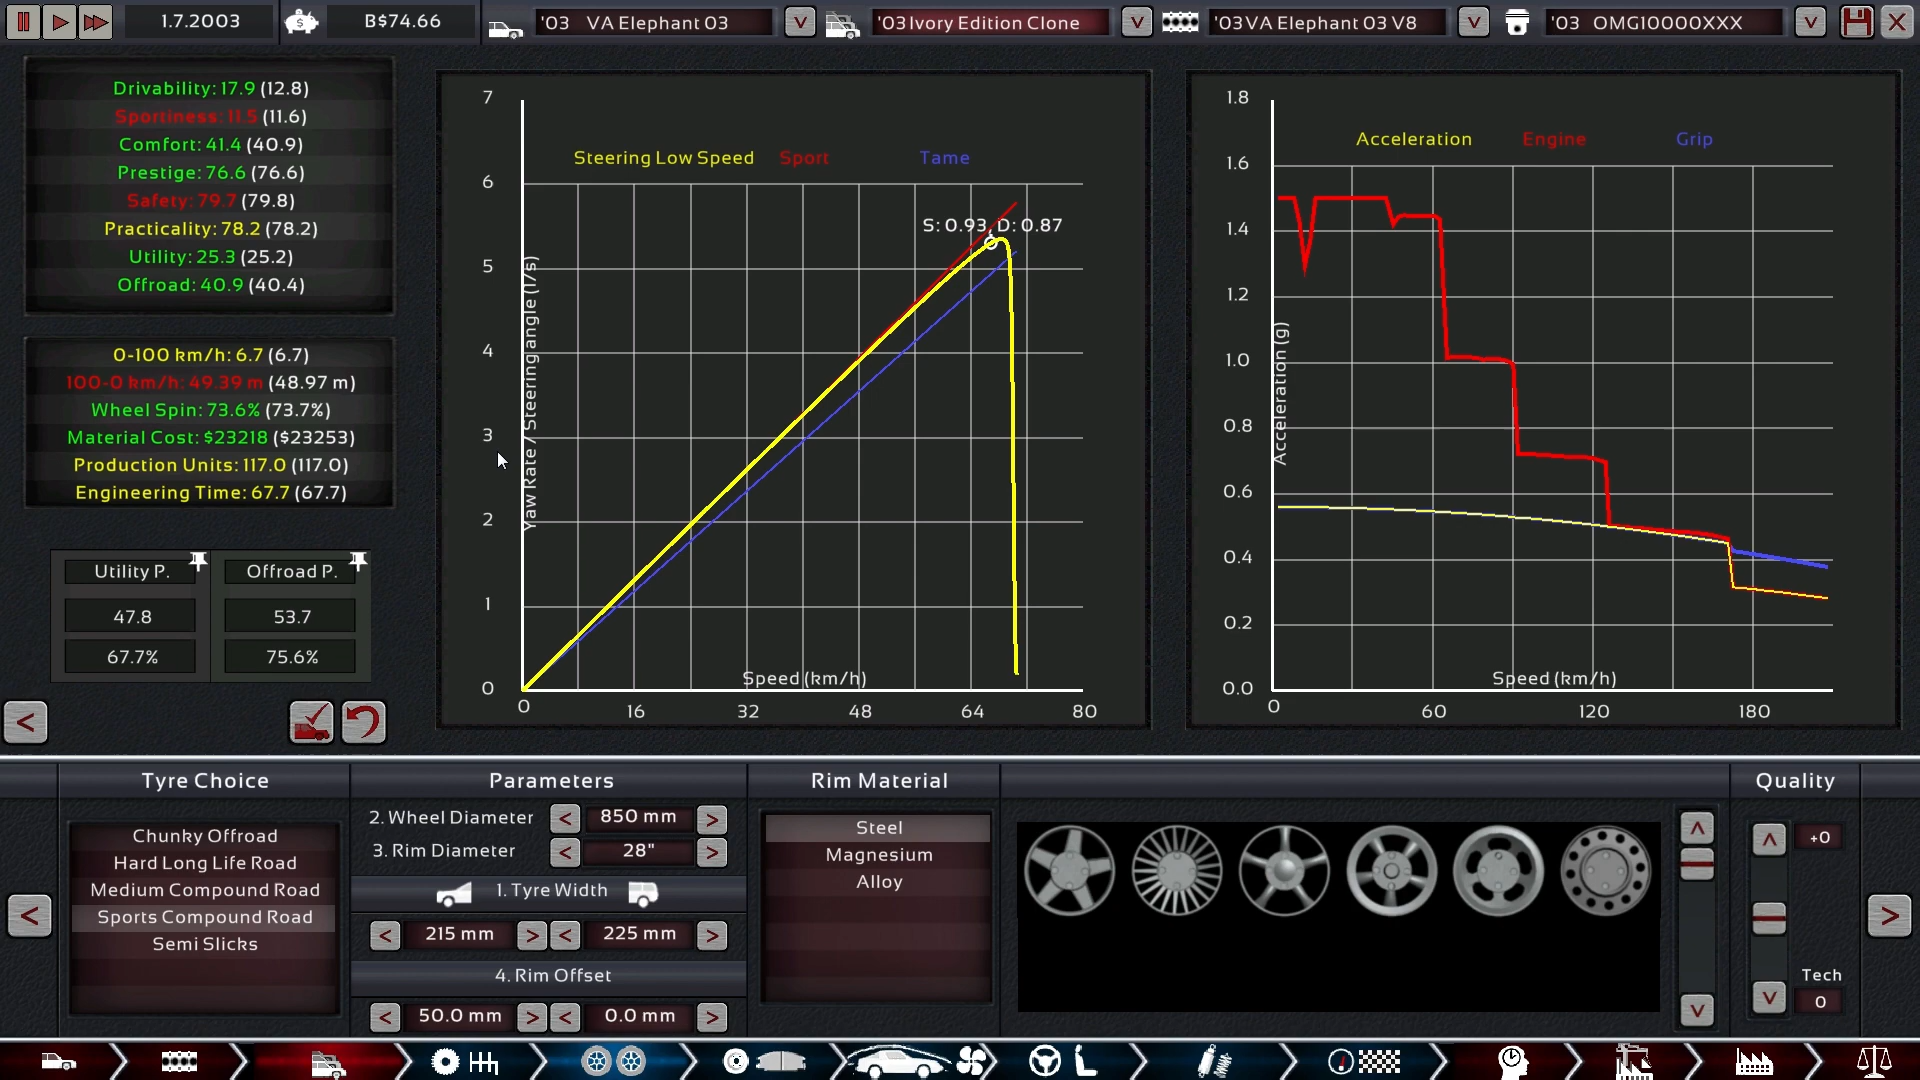 1.7.2003
B$74.66
'03 VA Elephant 03
'03 Ivory Edition Clone
'03 VA Elephant 03 V8
'03 OMG10000XXX
Drivability: 17.9 (12.8)
Sportiness: 11.5 (11.6)
Comfort: 41.4 (40.9)
Prestige: 76.6 (76.6)
Safety: 79.7 (79.8)
Practicality: 78.2 (78.2)
Utility: 25.3 (25.2)
Offroad: 40.9 (40.4)
0-100 km/h: 6.7 (6.7)
100-0 km/h: 49.39 m (48.97 m)
Wheel Spin: 73.6% (73.7%)
Material Cost: $23218 ($23253)
Production Units: 117.0 (117.0)
Engineering Time: 67.7 (67.7)
Utility P. Offroad P.
47.8 53.7
67.7% 75.6%
Steering Low Speed Sport Tame
S: 0.93, D: 0.87
7
6
5
4
3
2
1
0
Yaw Rate / Steering angle (1/s)
Speed (km/h)
0 16 32 48 64 80
Acceleration Engine Grip
1.8
1.6
1.4
1.2
1.0
0.8
0.6
0.4
0.2
0.0
Acceleration (g)
Speed (km/h)
0 60 120 180
Tyre Choice
Chunky Offroad
Hard Long Life Road
Medium Compound Road
Sports Compound Road
Semi Slicks
Parameters
2. Wheel Diameter < 850 mm >
3. Rim Diameter < 28" >
1. Tyre Width
< 215 mm > < 225 mm >
4. Rim Offset
< 50.0 mm > < 0.0 mm >
Rim Material
Steel
Magnesium
Alloy
Quality
+0
Tech
0